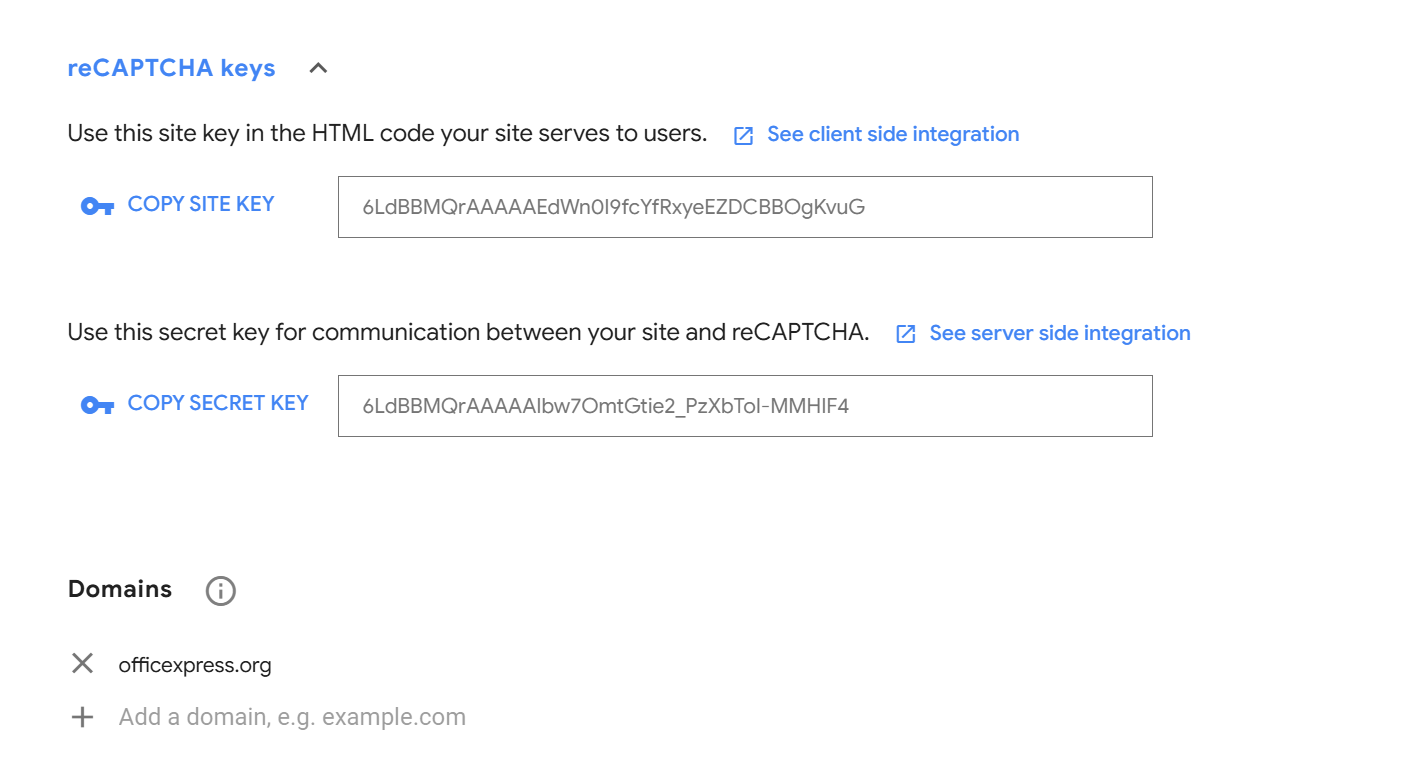 reCAPTCHA keys
Use this site key in the HTML code your site serves to users. See client side integration
COPY SITE KEY 6LdBBMQrAAAAAEdWn0I9fcYfRxyeEZDCBBOgKvuG
Use this secret key for communication between your site and reCAPTCHA. See server side integration
COPY SECRET KEY 6LdBBMQrAAAAAIbw7OmtGtie2_PzXbToI-MMHIF4
Domains
officexpress.org
Add a domain, e.g. example.com